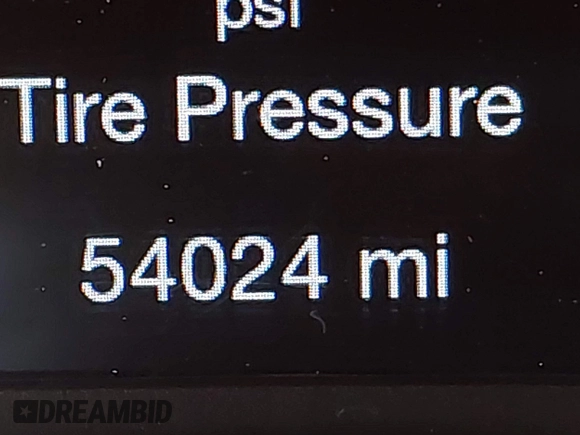 psi
Tire Pressure
54024 mi
DREAMBID